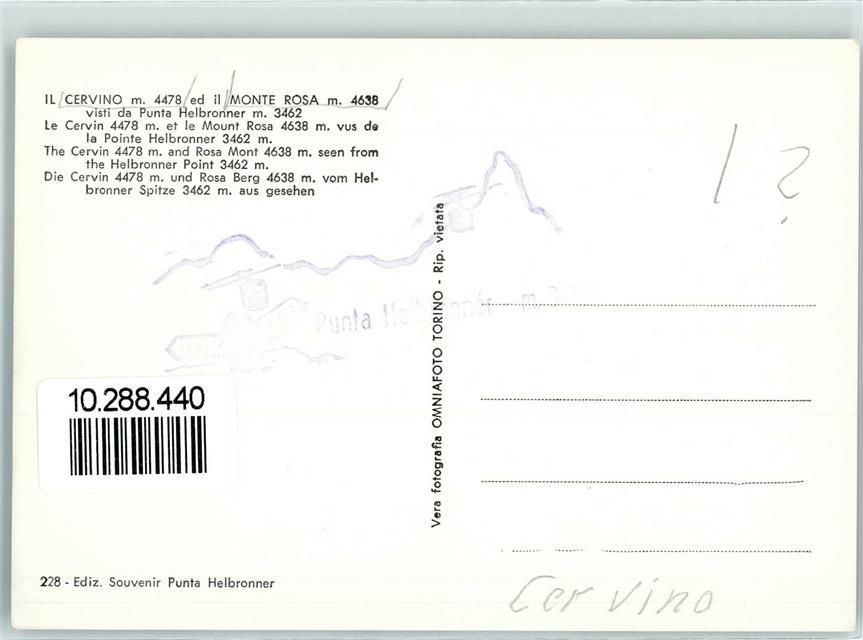 IL CERVINO m. 4478 ed il MONTE ROSA m. 4638
visti da Punta Helbronner m. 3462
Le Cervin 4478 m. et le Mount Rosa 4638 m. vus de
la Pointe Helbronner 3462 m.
The Cervin 4478 m. and Rosa Mont 4638 m. seen from
the Helbronner Point 3462 m.
Die Cervin 4478 m. und Rosa Berg 4638 m. vom Hel-
bronner Spitze 3462 m. aus gesehen
1 ?
Punta Helbronner - m.
Vera fotografia OMNIAFOTO TORINO - Rip. vietata
10.288.440
228 - Ediz. Souvenir Punta Helbronner
Cervino